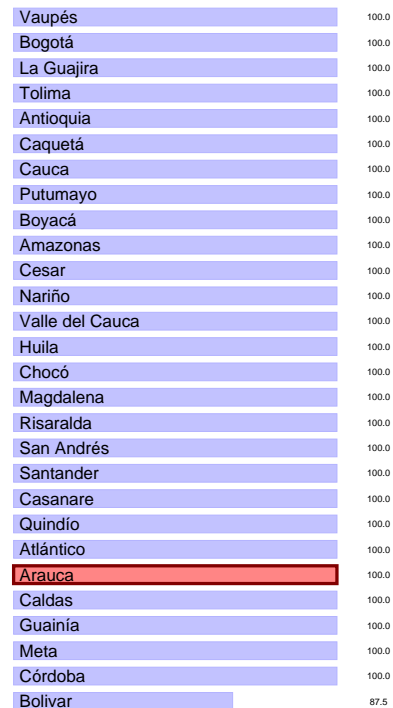 Vaupés 100.0
Bogotá 100.0
La Guajira 100.0
Tolima 100.0
Antioquia 100.0
Caquetá 100.0
Cauca 100.0
Putumayo 100.0
Boyacá 100.0
Amazonas 100.0
Cesar 100.0
Nariño 100.0
Valle del Cauca 100.0
Huila 100.0
Chocó 100.0
Magdalena 100.0
Risaralda 100.0
San Andrés 100.0
Santander 100.0
Casanare 100.0
Quindío 100.0
Atlántico 100.0
Arauca 100.0
Caldas 100.0
Guainía 100.0
Meta 100.0
Córdoba 100.0
Bolivar 87.5